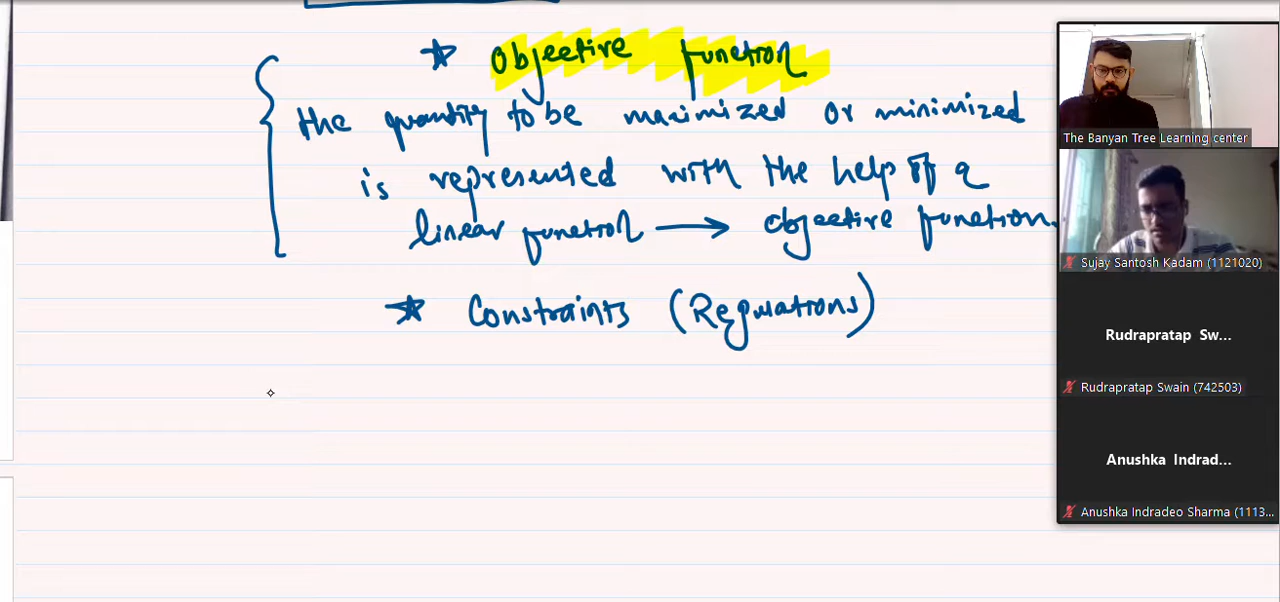 ★ Objective function
the quantity to be maximized or minimized
is represented with the help of a
linear function → objective function.
★ Constraints (Regulations)
The Banyan Tree Learning center
Sujay Santosh Kadam (1121020)
Rudrapratap Sw...
Rudrapratap Swain (742503)
Anushka Indrad...
Anushka Indradeo Sharma (1113...